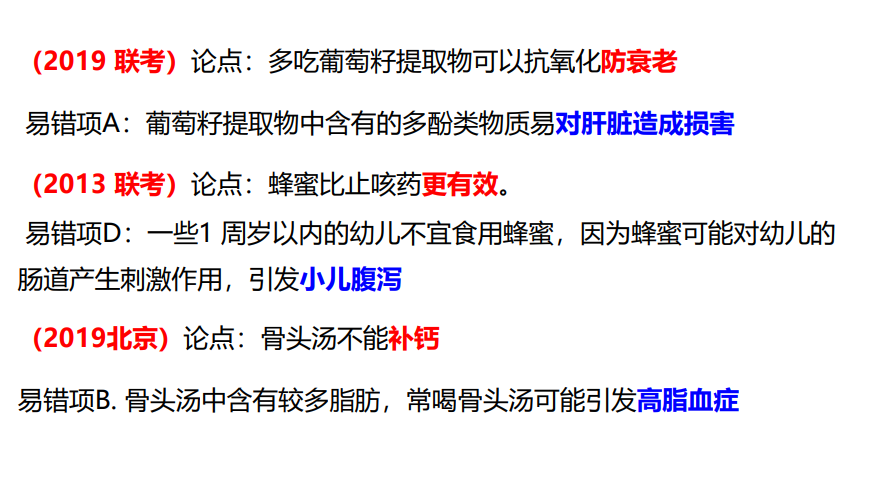 （2019 联考）论点：多吃葡萄籽提取物可以抗氧化防衰老
易错项A：葡萄籽提取物中含有的多酚类物质易对肝脏造成损害
（2013 联考）论点：蜂蜜比止咳药更有效。
易错项D：一些1 周岁以内的幼儿不宜食用蜂蜜，因为蜂蜜可能对幼儿的
肠道产生刺激作用，引发小儿腹泻
（2019北京）论点：骨头汤不能补钙
易错项B. 骨头汤中含有较多脂肪，常喝骨头汤可能引发高脂血症